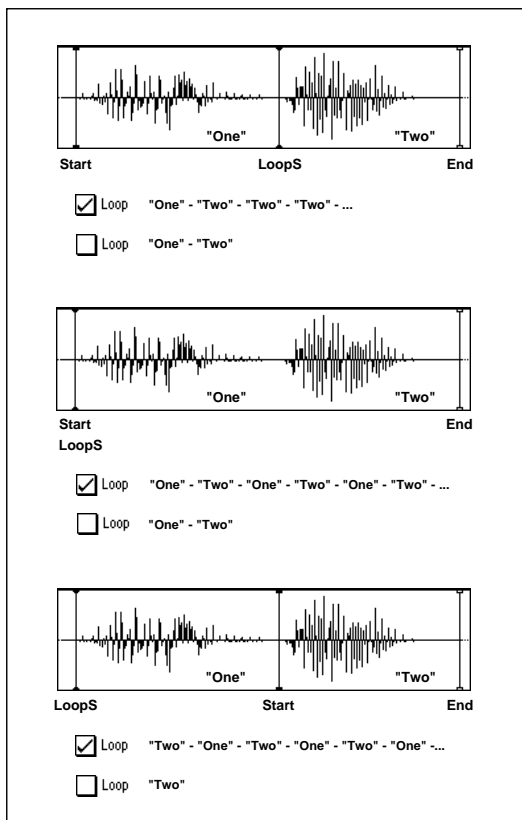 "One" "Two"
Start LoopS End
Loop "One" - "Two" - "Two" - "Two" - ...
Loop "One" - "Two"
"One" "Two"
Start End
LoopS
Loop "One" - "Two" - "One" - "Two" - "One" - "Two" - ...
Loop "One" - "Two"
"One" "Two"
LoopS Start End
Loop "Two" - "One" - "Two" - "One" - "Two" - "One" -...
Loop "Two"